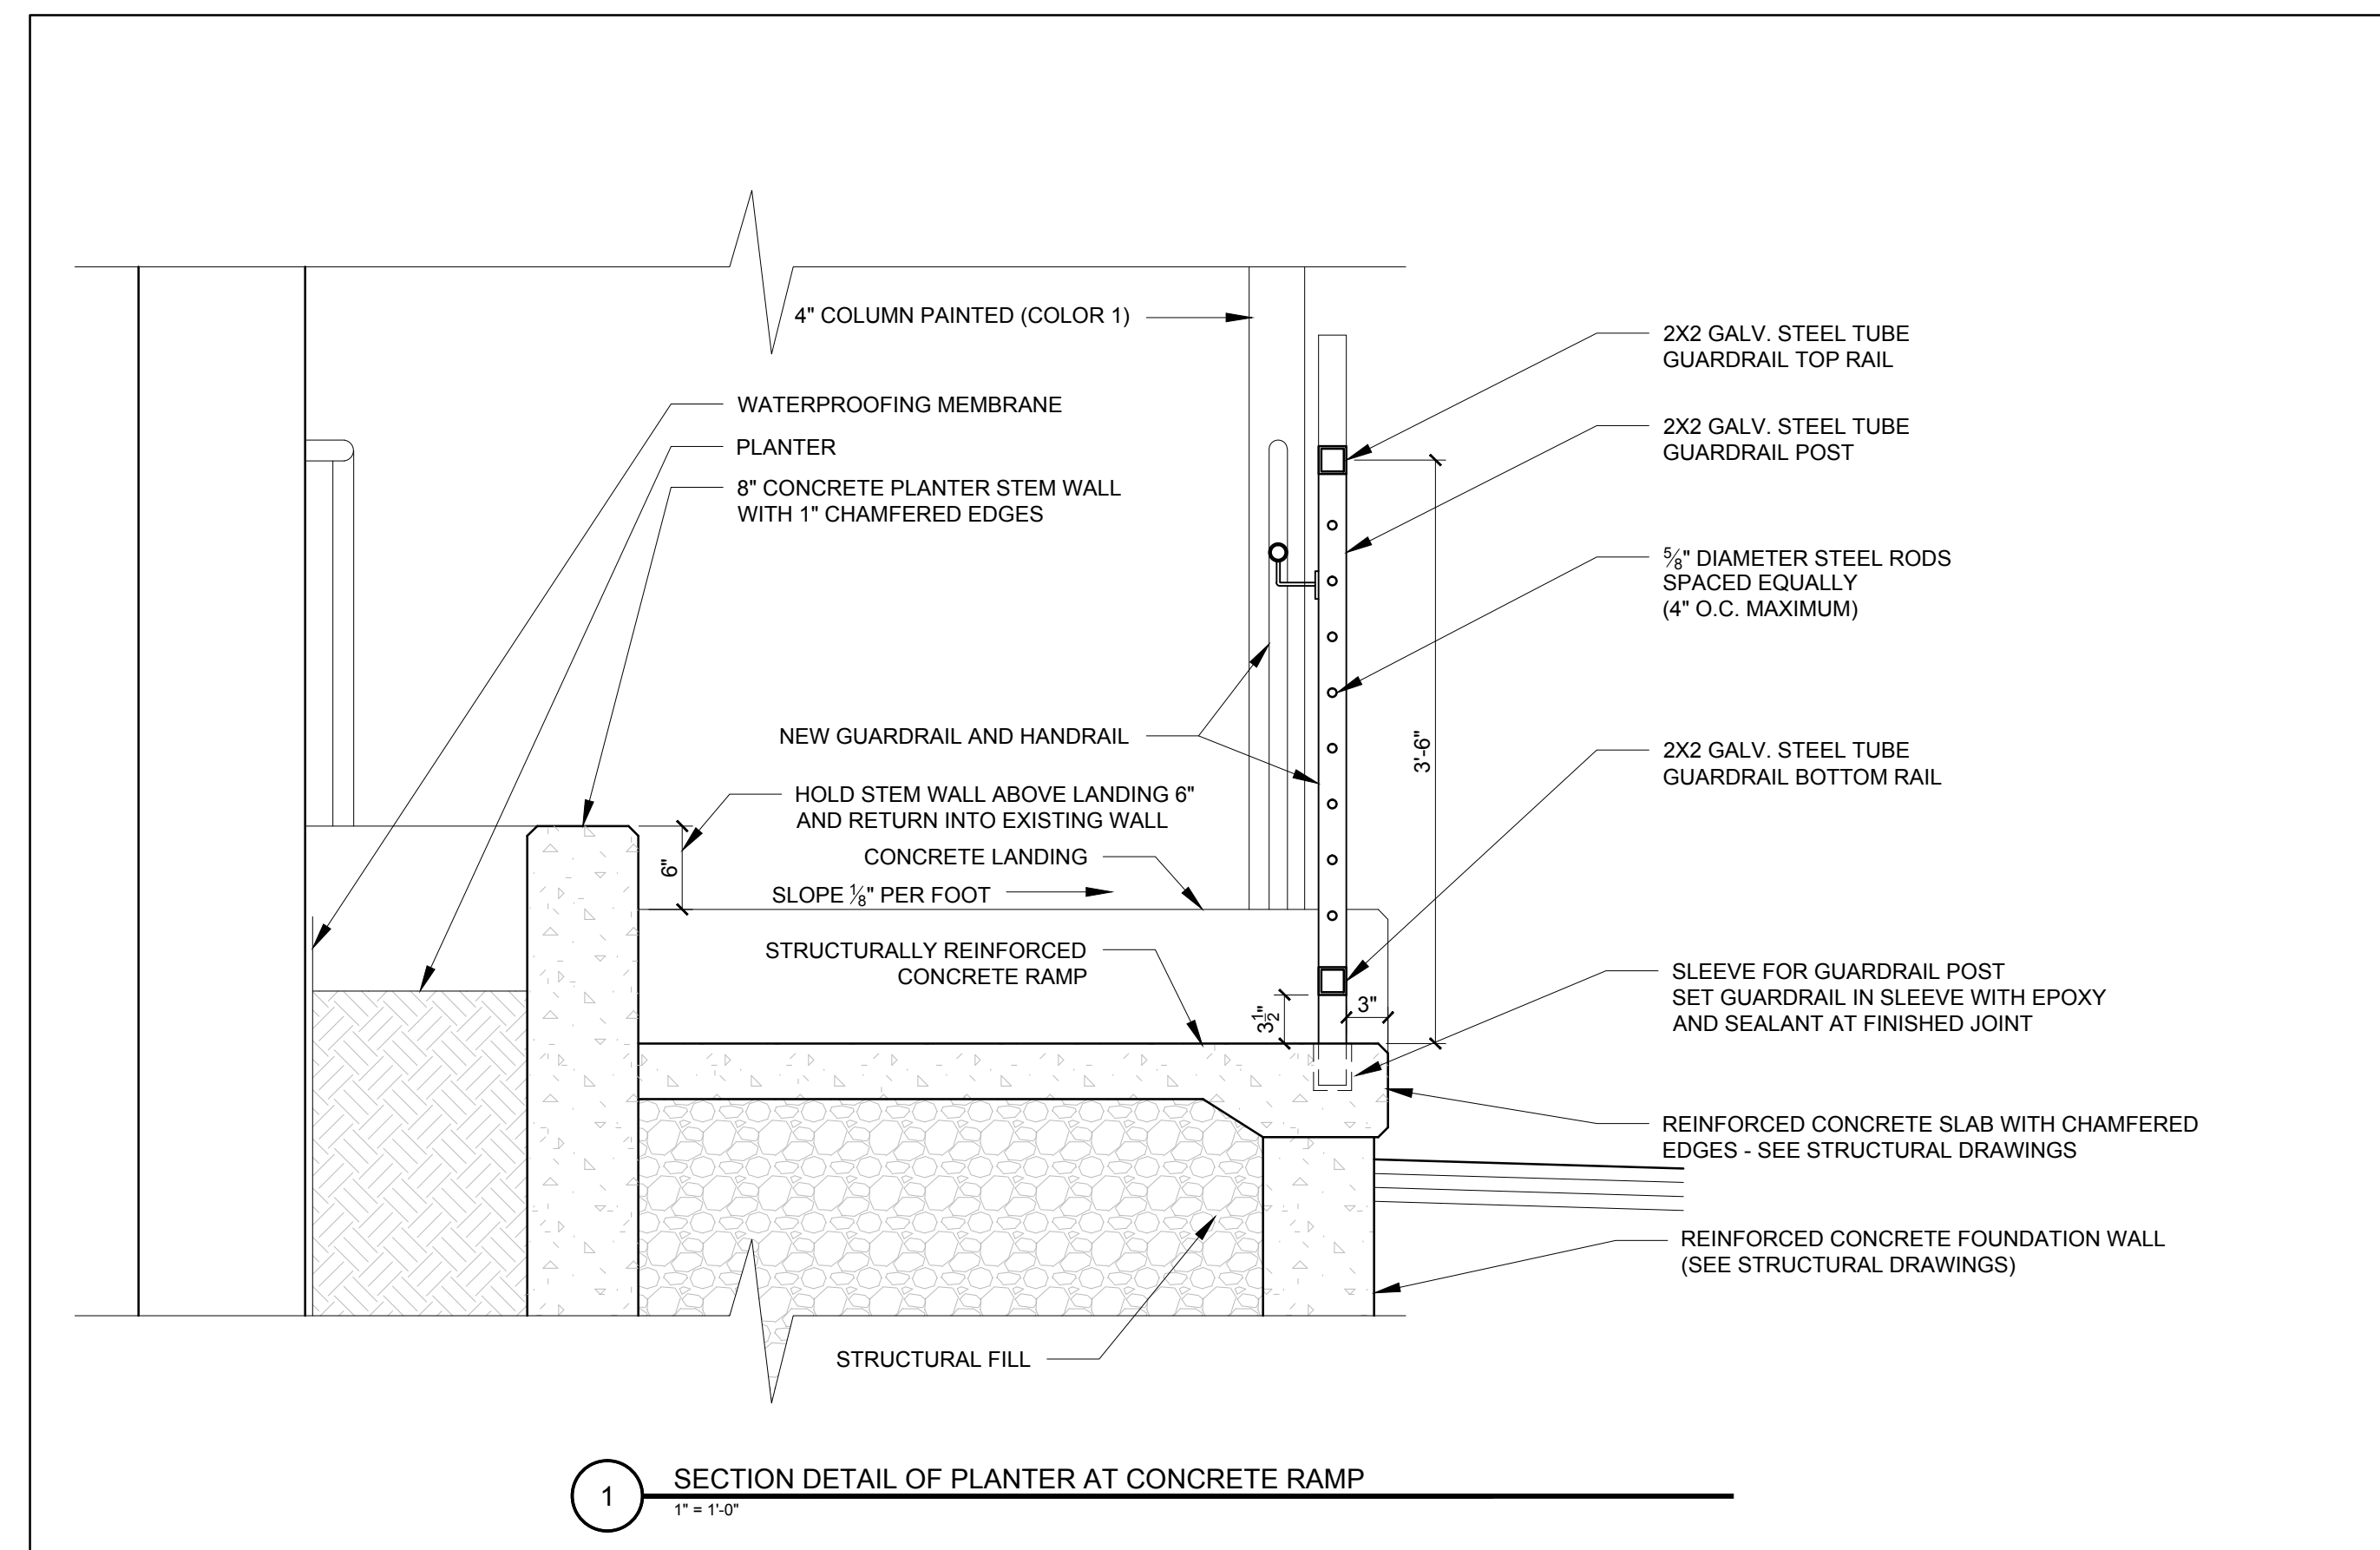 4" COLUMN PAINTED (COLOR 1)
WATERPROOFING MEMBRANE
PLANTER
8" CONCRETE PLANTER STEM WALL
WITH 1" CHAMFERED EDGES
NEW GUARDRAIL AND HANDRAIL
HOLD STEM WALL ABOVE LANDING 6"
AND RETURN INTO EXISTING WALL
6"
CONCRETE LANDING
SLOPE ⅛" PER FOOT
STRUCTURALLY REINFORCED
CONCRETE RAMP
2X2 GALV. STEEL TUBE
GUARDRAIL TOP RAIL
2X2 GALV. STEEL TUBE
GUARDRAIL POST
⅝" DIAMETER STEEL RODS
SPACED EQUALLY
(4" O.C. MAXIMUM)
3'-6"
2X2 GALV. STEEL TUBE
GUARDRAIL BOTTOM RAIL
3½"
3"
SLEEVE FOR GUARDRAIL POST
SET GUARDRAIL IN SLEEVE WITH EPOXY
AND SEALANT AT FINISHED JOINT
REINFORCED CONCRETE SLAB WITH CHAMFERED
EDGES - SEE STRUCTURAL DRAWINGS
REINFORCED CONCRETE FOUNDATION WALL
(SEE STRUCTURAL DRAWINGS)
STRUCTURAL FILL
1
SECTION DETAIL OF PLANTER AT CONCRETE RAMP
1" = 1'-0"